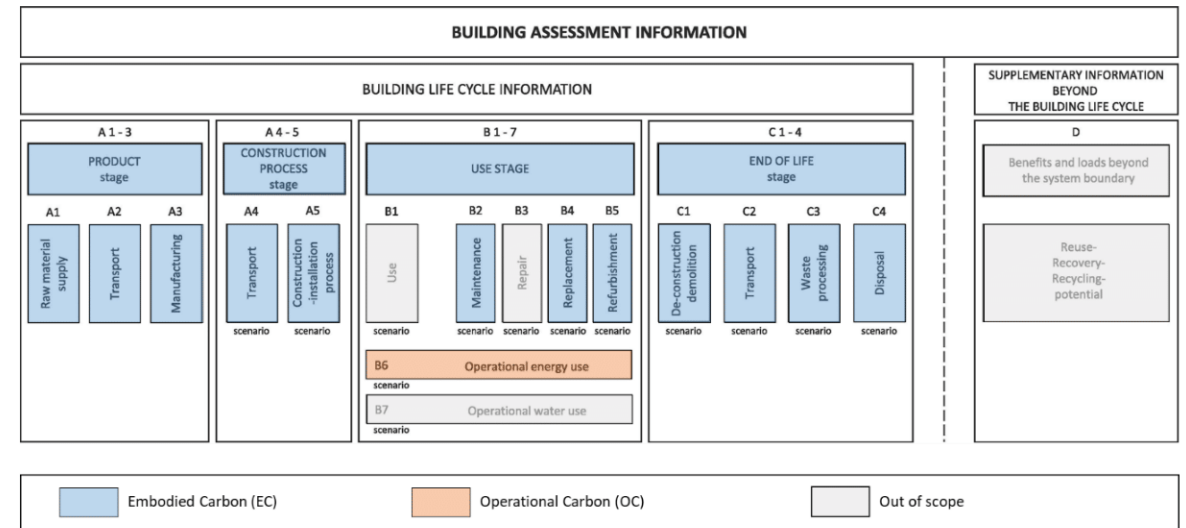 BUILDING ASSESSMENT INFORMATION
BUILDING LIFE CYCLE INFORMATION
SUPPLEMENTARY INFORMATION
BEYOND
THE BUILDING LIFE CYCLE
A 1 - 3
PRODUCT
stage
A1
A2
A3
Raw material
supply
Transport
Manufacturing
A 4 - 5
CONSTRUCTION
PROCESS
stage
A4
A5
Transport
Construction
-installation
process
scenario
scenario
B 1 - 7
USE STAGE
B1
B2
B3
B4
B5
Use
Maintenance
Repair
Replacement
Refurbishment
scenario
scenario
scenario
scenario
scenario
B6
Operational energy use
scenario
B7
Operational water use
scenario
C 1 - 4
END OF LIFE
stage
C1
C2
C3
C4
De-construction
demolition
Transport
Waste
processing
Disposal
scenario
scenario
scenario
scenario
D
Benefits and loads beyond
the system boundary
Reuse-
Recovery-
Recycling-
potential
Embodied Carbon (EC)
Operational Carbon (OC)
Out of scope